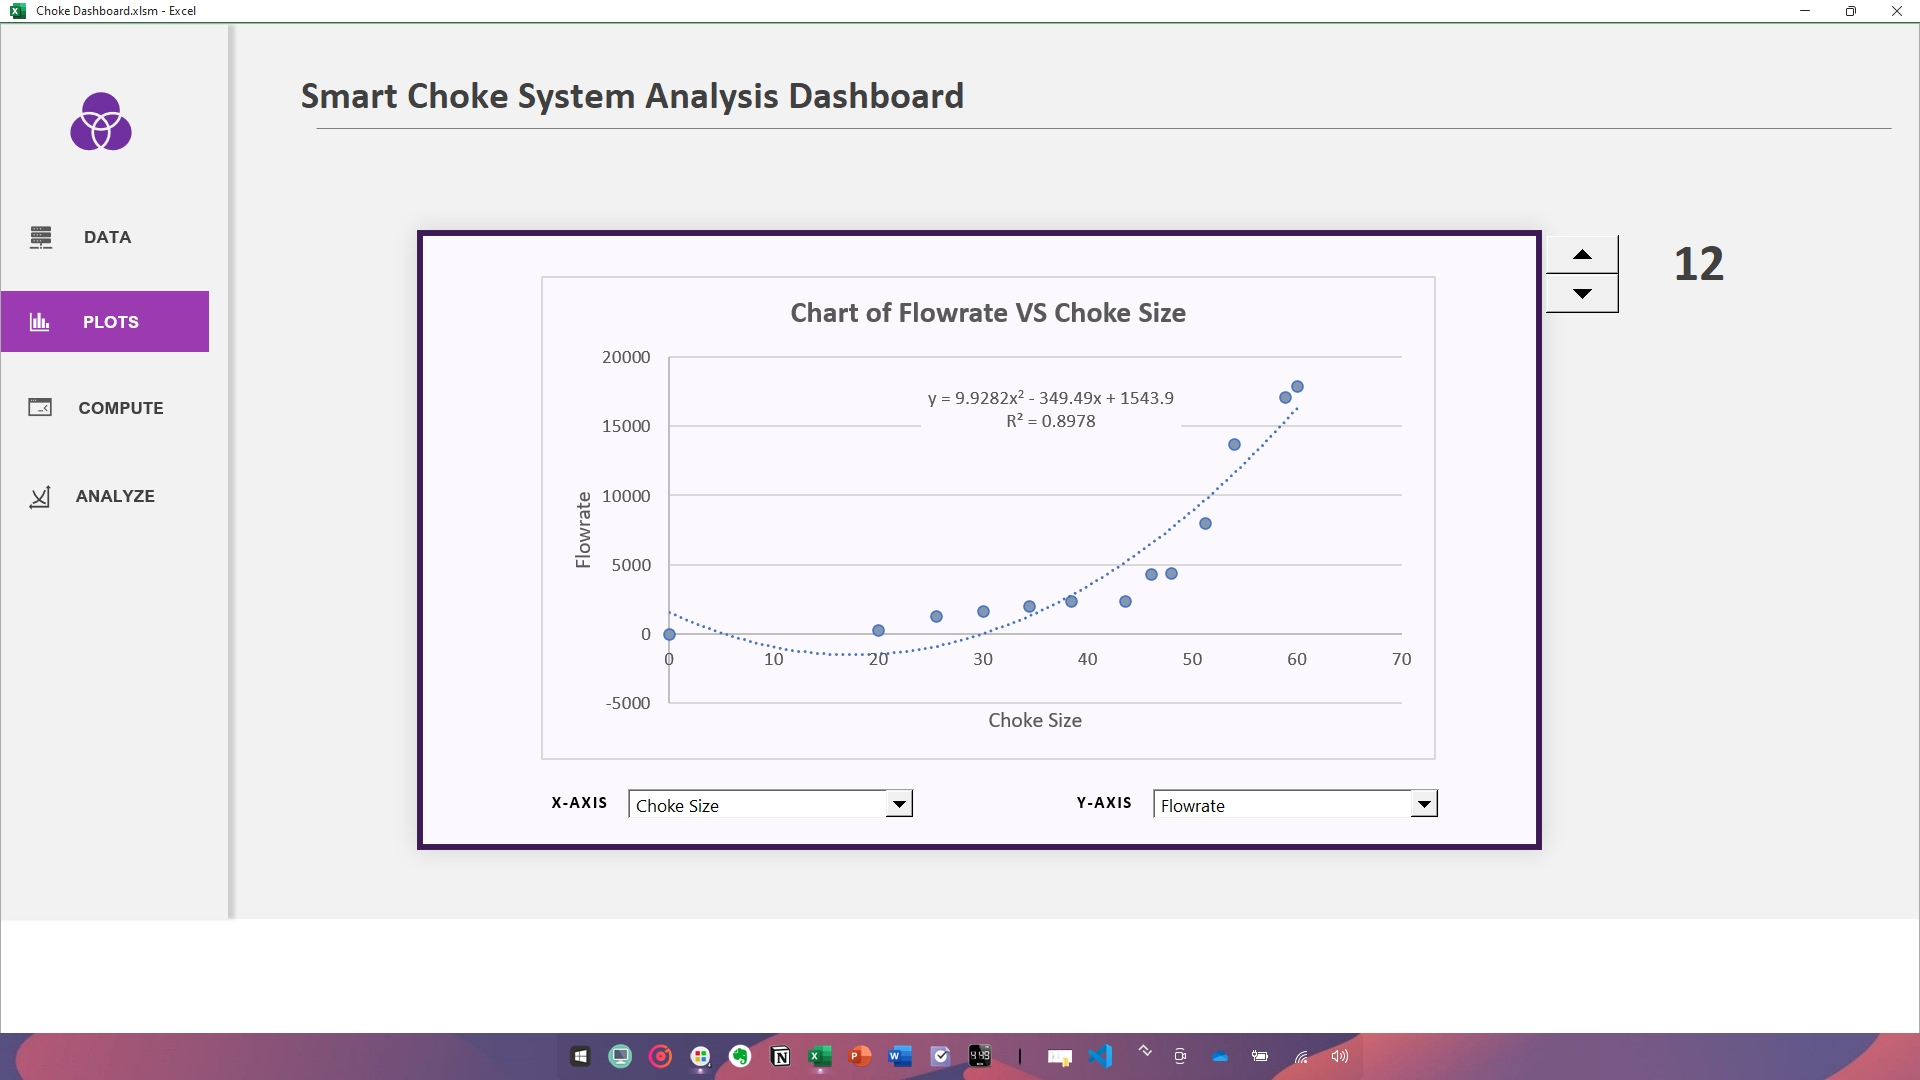 Choke Dashboard.xlsm - Excel
Smart Choke System Analysis Dashboard
DATA
PLOTS
COMPUTE
ANALYZE
12
Chart of Flowrate VS Choke Size
y = 9.9282x² - 349.49x + 1543.9
R² = 0.8978
20000
15000
10000
5000
0
-5000
Flowrate
0 10 20 30 40 50 60 70
Choke Size
X-AXIS Choke Size Y-AXIS Flowrate